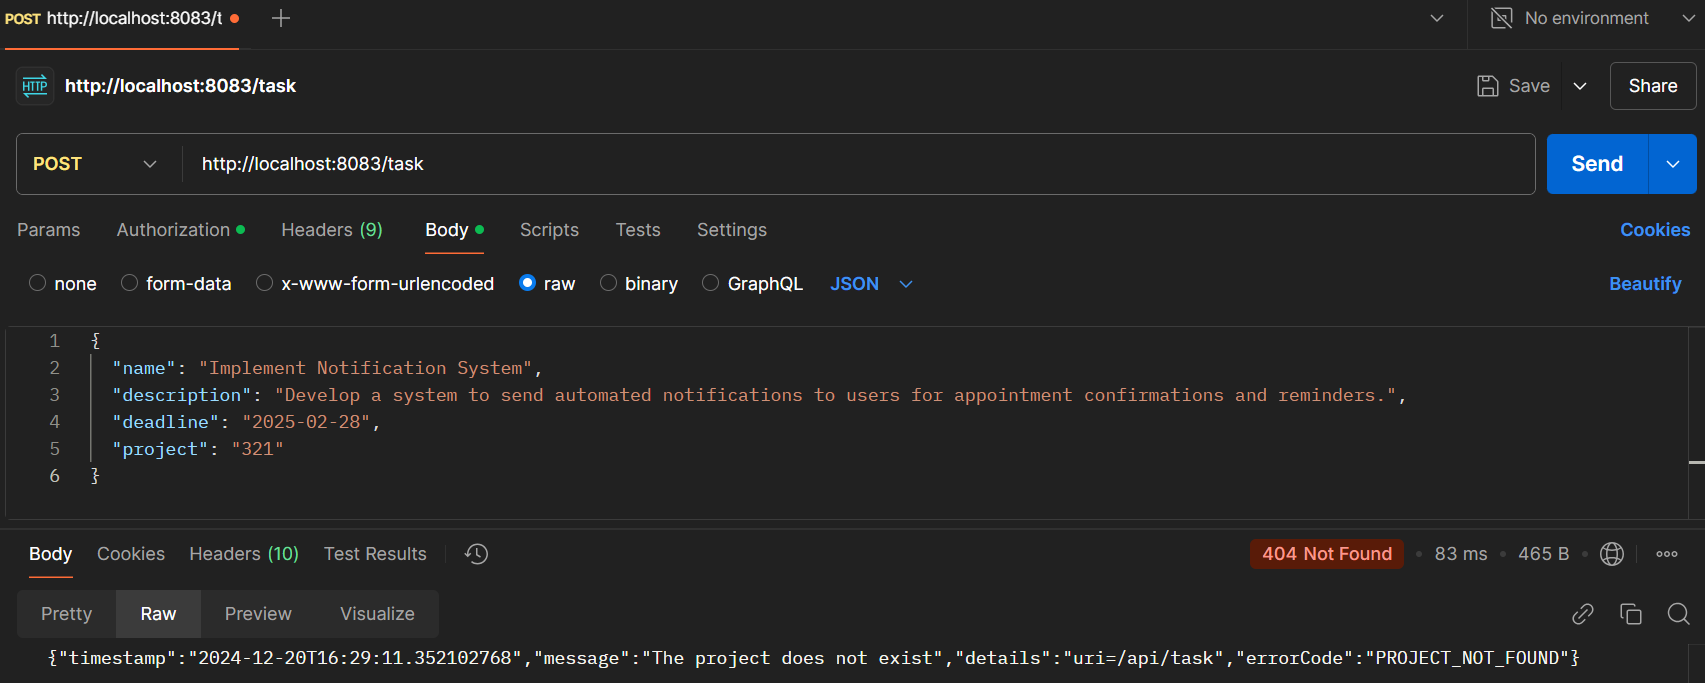 POST http://localhost:8083/t
No environment
HTTP http://localhost:8083/task
Save
Share
POST http://localhost:8083/task
Send
Params Authorization Headers (9) Body Scripts Tests Settings Cookies
none form-data x-www-form-urlencoded raw binary GraphQL JSON Beautify
1 {
2 "name": "Implement Notification System",
3 "description": "Develop a system to send automated notifications to users for appointment confirmations and reminders.",
4 "deadline": "2025-02-28",
5 "project": "321"
6 }
Body Cookies Headers (10) Test Results 404 Not Found 83 ms 465 B
Pretty Raw Preview Visualize
{"timestamp":"2024-12-20T16:29:11.352102768","message":"The project does not exist","details":"uri=/api/task","errorCode":"PROJECT_NOT_FOUND"}